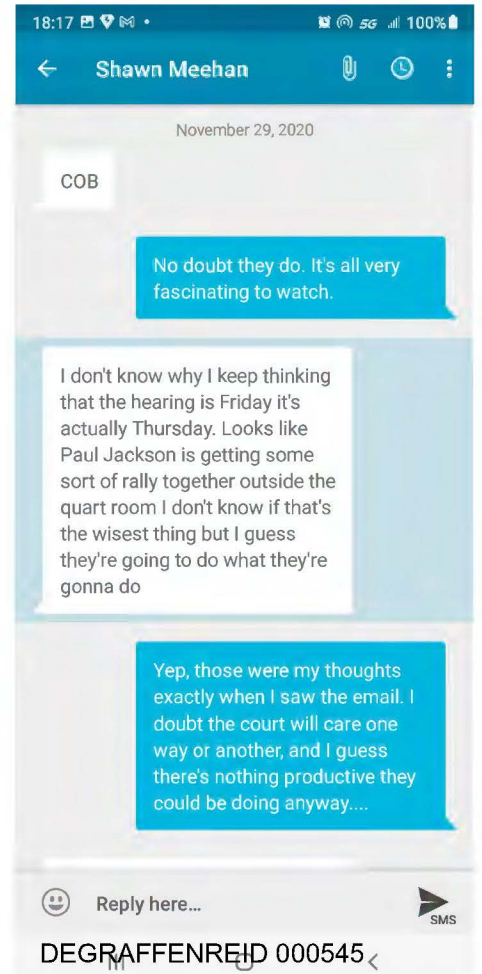 18:17 5G 100%
Shawn Meehan
November 29, 2020
COB
No doubt they do. It's all very
fascinating to watch.
I don't know why I keep thinking
that the hearing is Friday it's
actually Thursday. Looks like
Paul Jackson is getting some
sort of rally together outside the
quart room I don't know if that's
the wisest thing but I guess
they're going to do what they're
gonna do
Yep, those were my thoughts
exactly when I saw the email. I
doubt the court will care one
way or another, and I guess
there's nothing productive they
could be doing anyway....
Reply here...
SMS
DEGRAFFENREID 000545